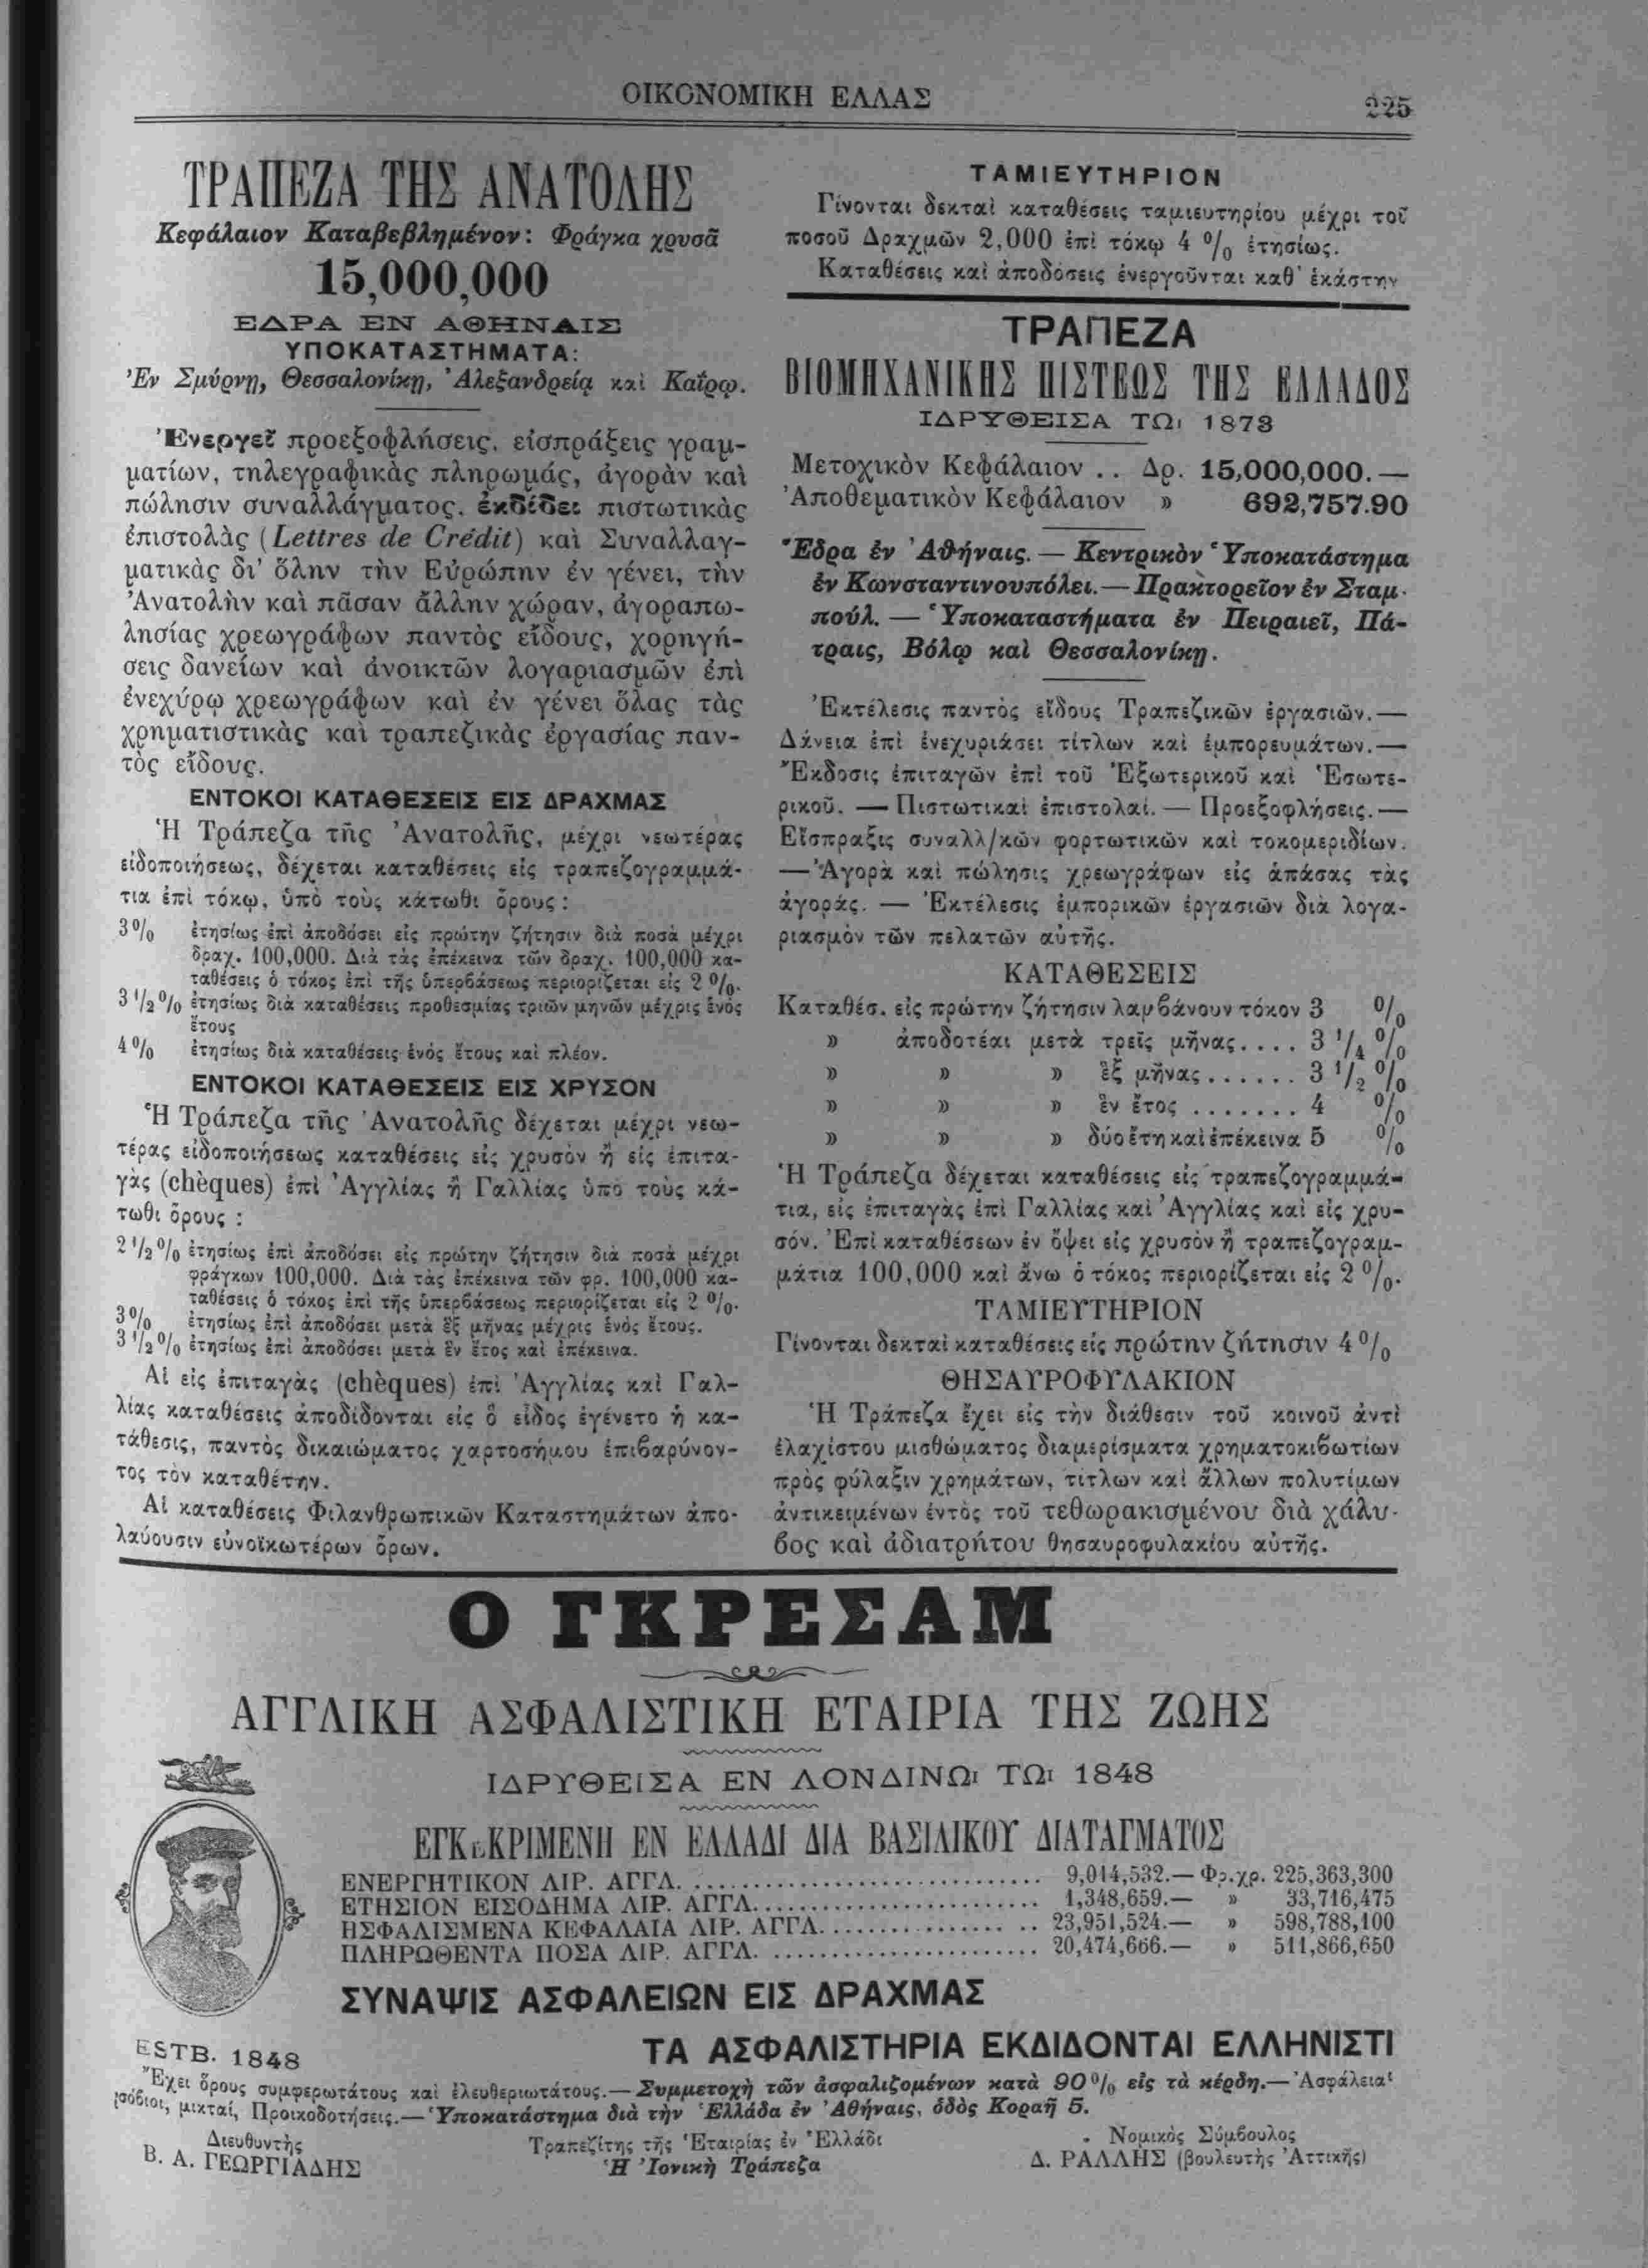 ΟΙΚΟΝΟΜΙΚΗ ΕΛΛΑΣ
225
ΤΡΑΠΕΖΑ ΤΗΣ ΑΝΑΤΟΛΗΣ
Κεφάλαιον Καταβεβλημένον: Φράγκα χρυσᾶ
15,000,000
ΕΔΡΑ ΕΝ ΑΘΗΝΑΙΣ
ΥΠΟΚΑΤΑΣΤΗΜΑΤΑ:
Ἐν Σμύρνῃ, Θεσσαλονίκῃ, Ἀλεξανδρείᾳ καὶ Καΐρῳ.
Ἐνεργεῖ προεξοφλήσεις, εἰσπράξεις γραμ-
ματίων, τηλεγραφικὰς πληρωμάς, ἀγορὰν καὶ
πώλησιν συναλλάγματος, ἐκδίδει πιστωτικὰς
ἐπιστολὰς (Lettres de Crédit) καὶ Συναλλαγ-
ματικὰς δι' ὅλην τὴν Εὐρώπην ἐν γένει, τὴν
Ἀνατολὴν καὶ πᾶσαν ἄλλην χώραν, ἀγοραπω-
λησίας χρεωγράφων παντὸς εἴδους, χορηγή-
σεις δανείων καὶ ἀνοικτῶν λογαριασμῶν ἐπὶ
ἐνεχύρῳ χρεωγράφων καὶ ἐν γένει ὅλας τὰς
χρηματιστικὰς καὶ τραπεζικὰς ἐργασίας παν-
τὸς εἴδους.
ΕΝΤΟΚΟΙ ΚΑΤΑΘΕΣΕΙΣ ΕΙΣ ΔΡΑΧΜΑΣ
Ἡ Τράπεζα τῆς Ἀνατολῆς, μέχρι νεωτέρας
εἰδοποιήσεως, δέχεται καταθέσεις εἰς τραπεζογραμμά-
τια ἐπὶ τόκῳ, ὑπὸ τοὺς κάτωθι ὅρους:
3% ἐτησίως ἐπὶ ἀποδόσει εἰς πρώτην ζήτησιν διὰ ποσὰ μέχρι
δραχ. 100,000. Διὰ τὰς ἐπέκεινα τῶν δραχ. 100,000 κα-
ταθέσεις ὁ τόκος ἐπὶ τῆς ὑπερβάσεως περιορίζεται εἰς 2 %.
3 1/2 % ἐτησίως διὰ καταθέσεις προθεσμίας τριῶν μηνῶν μέχρις ἑνὸς
ἔτους
4% ἐτησίως διὰ καταθέσεις ἑνὸς ἔτους καὶ πλέον.
ΕΝΤΟΚΟΙ ΚΑΤΑΘΕΣΕΙΣ ΕΙΣ ΧΡΥΣΟΝ
Ἡ Τράπεζα τῆς Ἀνατολῆς δέχεται μέχρι νεω-
τέρας εἰδοποιήσεως καταθέσεις εἰς χρυσὸν ἢ εἰς ἐπιτα-
γὰς (chèques) ἐπὶ Ἀγγλίας ἢ Γαλλίας ὑπὸ τοὺς κά-
τωθι ὅρους :
2 1/2 % ἐτησίως ἐπὶ ἀποδόσει εἰς πρώτην ζήτησιν διὰ ποσὰ μέχρι
φράγκων 100,000. Διὰ τὰς ἐπέκεινα τῶν φρ. 100,000 κα-
ταθέσεις ὁ τόκος ἐπὶ τῆς ὑπερβάσεως περιορίζεται εἰς 2 %.
3% ἐτησίως ἐπὶ ἀποδόσει μετὰ ἓξ μῆνας μέχρις ἑνὸς ἔτους.
3 1/2 % ἐτησίως ἐπὶ ἀποδόσει μετὰ ἓν ἔτος καὶ ἐπέκεινα.
Αἱ εἰς ἐπιταγὰς (chèques) ἐπὶ Ἀγγλίας καὶ Γαλ-
λίας καταθέσεις ἀποδίδονται εἰς ὃ εἶδος ἐγένετο ἡ κα-
τάθεσις, παντὸς δικαιώματος χαρτοσήμου ἐπιβαρύνον-
τος τὸν καταθέτην.
Αἱ καταθέσεις Φιλανθρωπικῶν Καταστημάτων ἀπο-
λαύουσιν εὐνοϊκωτέρων ὅρων.
ΤΑΜΙΕΥΤΗΡΙΟΝ
Γίνονται δεκταὶ καταθέσεις ταμιευτηρίου μέχρι τοῦ
ποσοῦ Δραχμῶν 2,000 ἐπὶ τόκῳ 4 % ἐτησίως.
Καταθέσεις καὶ ἀποδόσεις ἐνεργοῦνται καθ' ἑκάστην
ΤΡΑΠΕΖΑ
ΒΙΟΜΗΧΑΝΙΚΗΣ ΠΙΣΤΕΩΣ ΤΗΣ ΕΛΛΑΔΟΣ
ΙΔΡΥΘΕΙΣΑ ΤΩι 1873
Μετοχικὸν Κεφάλαιον .. Δρ. 15,000,000.—
Ἀποθεματικὸν Κεφάλαιον » 692,757.90
Ἕδρα ἐν Ἀθήναις. — Κεντρικὸν Ὑποκατάστημα
ἐν Κωνσταντινουπόλει. — Πρακτορεῖον ἐν Σταμ-
πούλ. — Ὑποκαταστήματα ἐν Πειραιεῖ, Πά-
τραις, Βόλῳ καὶ Θεσσαλονίκῃ.
Ἐκτέλεσις παντὸς εἴδους Τραπεζικῶν ἐργασιῶν.—
Δάνεια ἐπὶ ἐνεχυριάσει τίτλων καὶ ἐμπορευμάτων.—
Ἔκδοσις ἐπιταγῶν ἐπὶ τοῦ Ἐξωτερικοῦ καὶ Ἐσωτε-
ρικοῦ. — Πιστωτικαὶ ἐπιστολαί. — Προεξοφλήσεις.—
Εἴσπραξις συναλλ/κῶν φορτωτικῶν καὶ τοκομεριδίων.
— Ἀγορὰ καὶ πώλησις χρεωγράφων εἰς ἁπάσας τὰς
ἀγοράς. — Ἐκτέλεσις ἐμπορικῶν ἐργασιῶν διὰ λογα-
ριασμὸν τῶν πελατῶν αὐτῆς.
ΚΑΤΑΘΕΣΕΙΣ
Καταθέσ. εἰς πρώτην ζήτησιν λαμβάνουν τόκον 3 %
» ἀποδοτέαι μετὰ τρεῖς μῆνας.... 3 1/4 %
» » » ἓξ μῆνας...... 3 1/2 %
» » » ἓν ἔτος ....... 4 %
» » » δύο ἔτη καὶ ἐπέκεινα 5 %
Ἡ Τράπεζα δέχεται καταθέσεις εἰς τραπεζογραμμά-
τια, εἰς ἐπιταγὰς ἐπὶ Γαλλίας καὶ Ἀγγλίας καὶ εἰς χρυ-
σόν. Ἐπὶ καταθέσεων ἐν ὄψει εἰς χρυσὸν ἢ τραπεζογραμ-
μάτια 100,000 καὶ ἄνω ὁ τόκος περιορίζεται εἰς 2 %.
ΤΑΜΙΕΥΤΗΡΙΟΝ
Γίνονται δεκταὶ καταθέσεις εἰς πρώτην ζήτησιν 4 %
ΘΗΣΑΥΡΟΦΥΛΑΚΙΟΝ
Ἡ Τράπεζα ἔχει εἰς τὴν διάθεσιν τοῦ κοινοῦ ἀντὶ
ἐλαχίστου μισθώματος διαμερίσματα χρηματοκιβωτίων
πρὸς φύλαξιν χρημάτων, τίτλων καὶ ἄλλων πολυτίμων
ἀντικειμένων ἐντὸς τοῦ τεθωρακισμένου διὰ χάλυ-
βος καὶ ἀδιατρήτου θησαυροφυλακίου αὐτῆς.
Ο ΓΚΡΕΣΑΜ
ΑΓΓΛΙΚΗ ΑΣΦΑΛΙΣΤΙΚΗ ΕΤΑΙΡΙΑ ΤΗΣ ΖΩΗΣ
ΙΔΡΥΘΕΙΣΑ ΕΝ ΛΟΝΔΙΝΩι ΤΩι 1848
ΕΓΚεΚΡΙΜΕΝΗ ΕΝ ΕΛΛΑΔΙ ΔΙΑ ΒΑΣΙΛΙΚΟΥ ΔΙΑΤΑΓΜΑΤΟΣ
ΕΝΕΡΓΗΤΙΚΟΝ ΛΙΡ. ΑΓΓΛ. ........ 9,014,532.— Φρ.χρ. 225,363,300
ΕΤΗΣΙΟΝ ΕΙΣΟΔΗΜΑ ΛΙΡ. ΑΓΓΛ. ........ 1,348,659.— » 33,716,475
ΗΣΦΑΛΙΣΜΕΝΑ ΚΕΦΑΛΑΙΑ ΛΙΡ. ΑΓΓΛ. ........ 23,951,524.— » 598,788,100
ΠΛΗΡΩΘΕΝΤΑ ΠΟΣΑ ΛΙΡ. ΑΓΓΛ. ........ 20,474,666.— » 511,866,650
ΣΥΝΑΨΙΣ ΑΣΦΑΛΕΙΩΝ ΕΙΣ ΔΡΑΧΜΑΣ
ΤΑ ΑΣΦΑΛΙΣΤΗΡΙΑ ΕΚΔΙΔΟΝΤΑΙ ΕΛΛΗΝΙΣΤΙ
ESTB. 1848
Ἔχει ὅρους συμφερωτάτους καὶ ἐλευθεριωτάτους.— Συμμετοχὴ τῶν ἀσφαλιζομένων κατὰ 90% εἰς τὰ κέρδη.— Ἀσφάλειαι
ἰσόβιοι, μικταί, Προικοδοτήσεις.— Ὑποκατάστημα διὰ τὴν Ἑλλάδα ἐν Ἀθήναις, ὁδὸς Κοραῆ 5.
Διευθυντὴς
Β. Α. ΓΕΩΡΓΙΑΔΗΣ
Τραπεζίτης τῆς Ἑταιρίας ἐν Ἑλλάδι
Ἡ Ἰονικὴ Τράπεζα
Νομικὸς Σύμβουλος
Δ. ΡΑΛΛΗΣ (βουλευτὴς Ἀττικῆς)